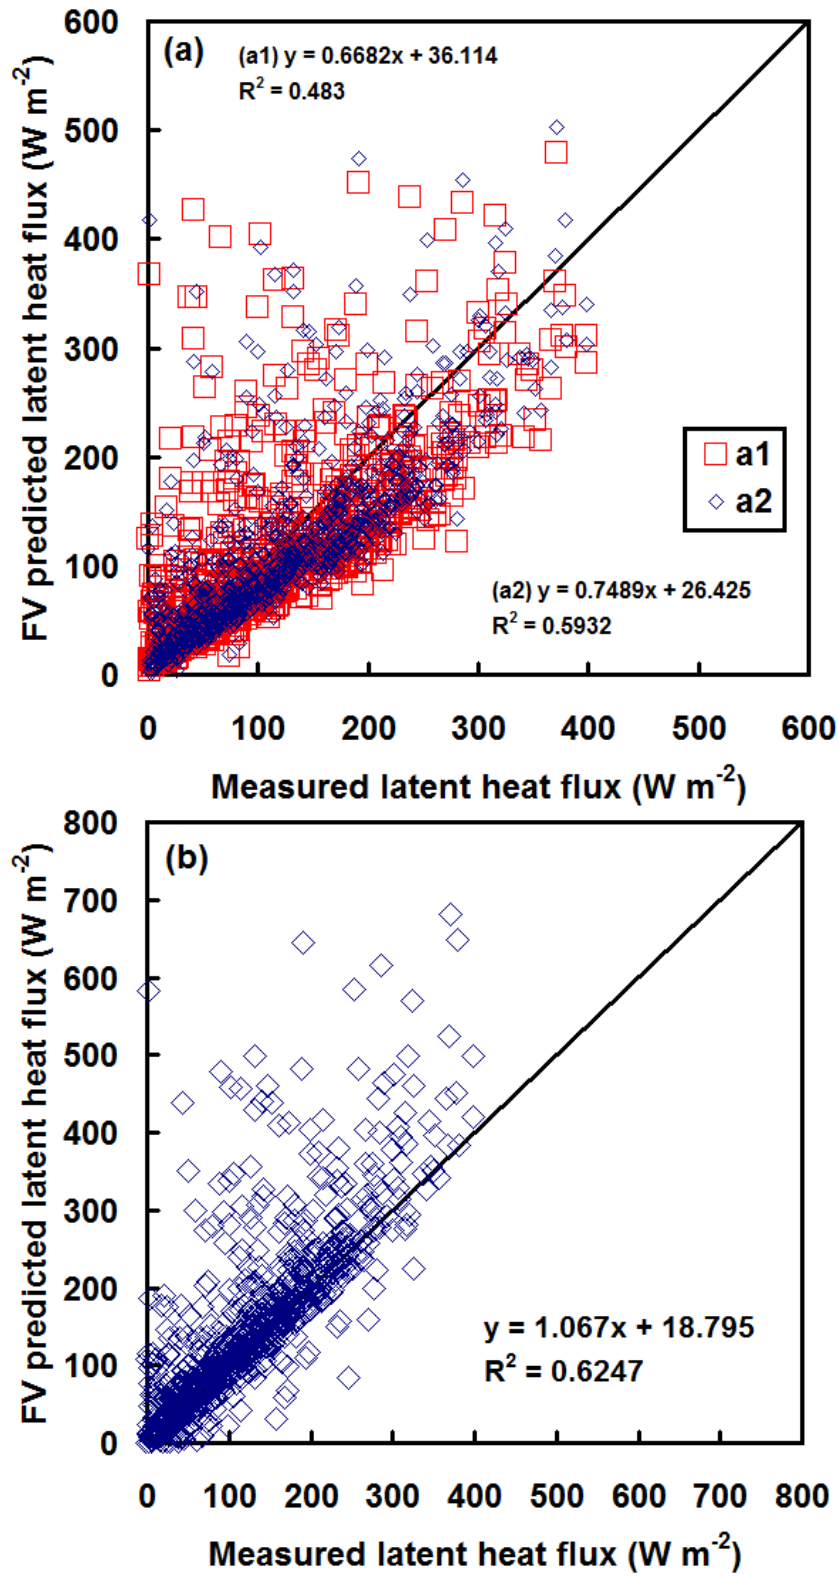 (a)
(a1) y = 0.6682x + 36.114
R² = 0.483
FV predicted latent heat flux (W m⁻²)
600
500
400
300
200
100
0
a1
a2
(a2) y = 0.7489x + 26.425
R² = 0.5932
0 100 200 300 400 500 600
Measured latent heat flux (W m⁻²)
(b)
FV predicted latent heat flux (W m⁻²)
800
700
600
500
400
300
200
100
0
y = 1.067x + 18.795
R² = 0.6247
0 100 200 300 400 500 600 700 800
Measured latent heat flux (W m⁻²)